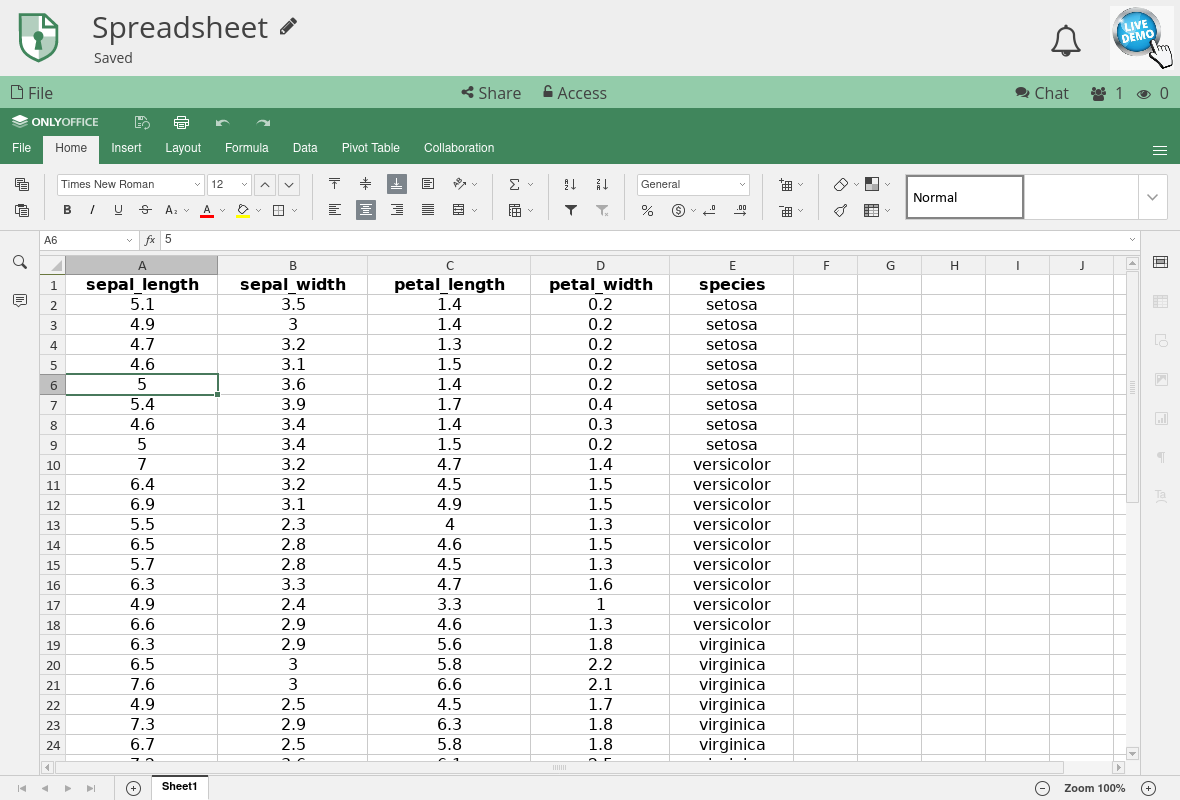 Spreadsheet
Saved
LIVE DEMO
File Share Access Chat 1 0
ONLYOFFICE
File Home Insert Layout Formula Data Pivot Table Collaboration
Times New Roman 12 General
Normal
A6 fx 5
A B C D E F G H I J
1 sepal_length sepal_width petal_length petal_width species
2 5.1 3.5 1.4 0.2 setosa
3 4.9 3 1.4 0.2 setosa
4 4.7 3.2 1.3 0.2 setosa
5 4.6 3.1 1.5 0.2 setosa
6 5 3.6 1.4 0.2 setosa
7 5.4 3.9 1.7 0.4 setosa
8 4.6 3.4 1.4 0.3 setosa
9 5 3.4 1.5 0.2 setosa
10 7 3.2 4.7 1.4 versicolor
11 6.4 3.2 4.5 1.5 versicolor
12 6.9 3.1 4.9 1.5 versicolor
13 5.5 2.3 4 1.3 versicolor
14 6.5 2.8 4.6 1.5 versicolor
15 5.7 2.8 4.5 1.3 versicolor
16 6.3 3.3 4.7 1.6 versicolor
17 4.9 2.4 3.3 1 versicolor
18 6.6 2.9 4.6 1.3 versicolor
19 6.3 2.9 5.6 1.8 virginica
20 6.5 3 5.8 2.2 virginica
21 7.6 3 6.6 2.1 virginica
22 4.9 2.5 4.5 1.7 virginica
23 7.3 2.9 6.3 1.8 virginica
24 6.7 2.5 5.8 1.8 virginica
Sheet1 Zoom 100%